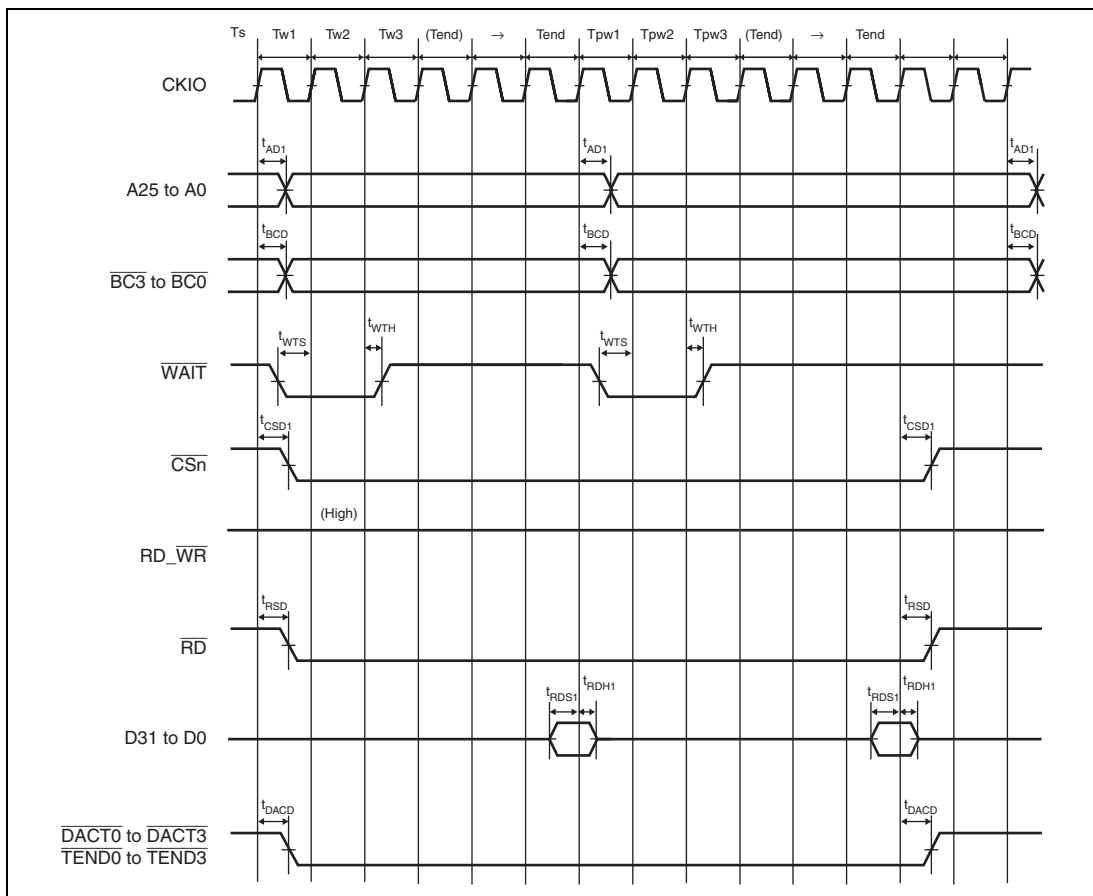 Ts Tw1 Tw2 Tw3 (Tend) → Tend Tpw1 Tpw2 Tpw3 (Tend) → Tend
CKIO
tAD1 tAD1 tAD1
A25 to A0
tBCD tBCD tBCD
BC3 to BC0
tWTS tWTH tWTS tWTH
WAIT
tCSD1 tCSD1
CSn
(High)
RD_WR
tRSD tRSD
RD
tRDS1 tRDH1 tRDS1 tRDH1
D31 to D0
tDACD tDACD
DACT0 to DACT3
TEND0 to TEND3